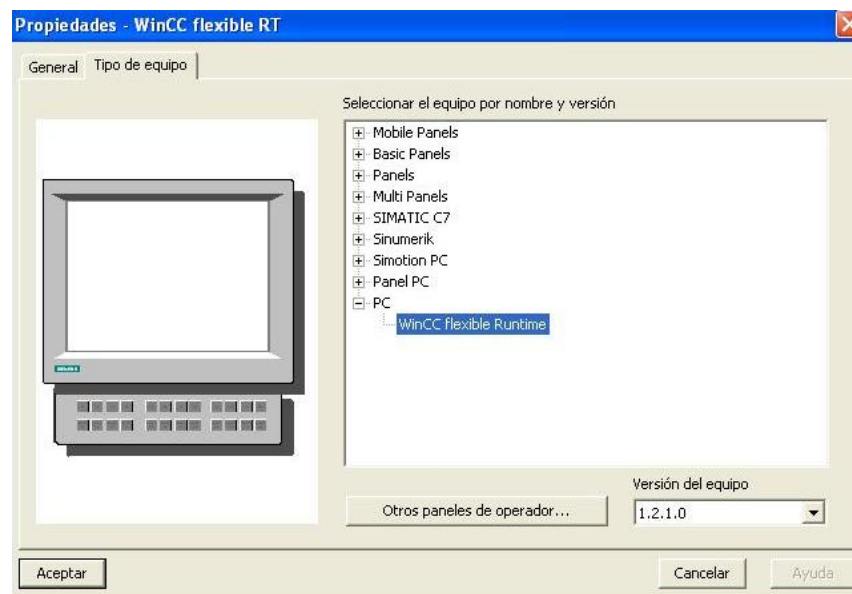 Propiedades - WinCC flexible RT
General Tipo de equipo
Seleccionar el equipo por nombre y versión
Mobile Panels
Basic Panels
Panels
Multi Panels
SIMATIC C7
Sinumerik
Simotion PC
Panel PC
PC
WinCC flexible Runtime
Versión del equipo
Otros paneles de operador... 1.2.1.0
Aceptar Cancelar Ayuda